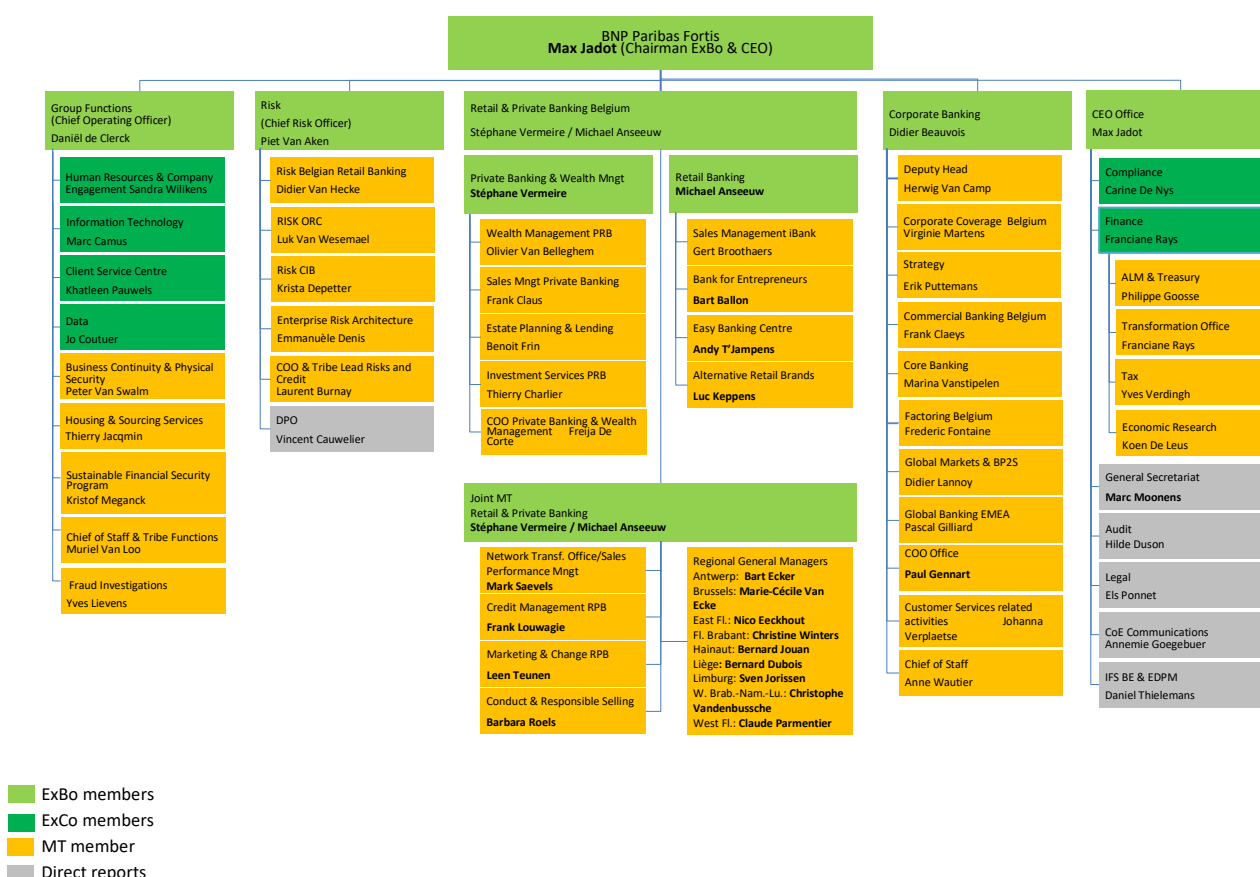 BNP Paribas Fortis
Max Jadot (Chairman ExBo & CEO)
Group Functions
(Chief Operating Officer)
Daniël de Clerck
Human Resources & Company
Engagement Sandra Wilikens
Information Technology
Marc Camus
Client Service Centre
Khatleen Pauwels
Data
Jo Coutuer
Business Continuity & Physical
Security
Peter Van Swalm
Housing & Sourcing Services
Thierry Jacqmin
Sustainable Financial Security
Program
Kristof Meganck
Chief of Staff & Tribe Functions
Muriel Van Loo
Fraud Investigations
Yves Lievens
Risk
(Chief Risk Officer)
Piet Van Aken
Risk Belgian Retail Banking
Didier Van Hecke
RISK ORC
Luk Van Wesemael
Risk CIB
Krista Depetter
Enterprise Risk Architecture
Emmanuèle Denis
COO & Tribe Lead Risks and
Credit
Laurent Burnay
DPO
Vincent Cauwelier
Retail & Private Banking Belgium
Stéphane Vermeire / Michael Anseeuw
Private Banking & Wealth Mngt
Stéphane Vermeire
Wealth Management PRB
Olivier Van Belleghem
Sales Mngt Private Banking
Frank Claus
Estate Planning & Lending
Benoit Frin
Investment Services PRB
Thierry Charlier
COO Private Banking & Wealth
Management Freija De
Corte
Retail Banking
Michael Anseeuw
Sales Management iBank
Gert Broothaers
Bank for Entrepreneurs
Bart Ballon
Easy Banking Centre
Andy T'Jampens
Alternative Retail Brands
Luc Keppens
Joint MT
Retail & Private Banking
Stéphane Vermeire / Michael Anseeuw
Network Transf. Office/Sales
Performance Mngt
Mark Saevels
Credit Management RPB
Frank Louwagie
Marketing & Change RPB
Leen Teunen
Conduct & Responsible Selling
Barbara Roels
Regional General Managers
Antwerp: Bart Ecker
Brussels: Marie-Cécile Van
Ecke
East Fl.: Nico Eeckhout
Fl. Brabant: Christine Winters
Hainaut: Bernard Jouan
Liège: Bernard Dubois
Limburg: Sven Jorissen
W. Brab.-Nam.-Lu.: Christophe
Vandenbussche
West Fl.: Claude Parmentier
Corporate Banking
Didier Beauvois
Deputy Head
Herwig Van Camp
Corporate Coverage Belgium
Virginie Martens
Strategy
Erik Puttemans
Commercial Banking Belgium
Frank Claeys
Core Banking
Marina Vanstipelen
Factoring Belgium
Frederic Fontaine
Global Markets & BP2S
Didier Lannoy
Global Banking EMEA
Pascal Gilliard
COO Office
Paul Gennart
Customer Services related
activities Johanna
Verplaetse
Chief of Staff
Anne Wautier
CEO Office
Max Jadot
Compliance
Carine De Nys
Finance
Franciane Rays
ALM & Treasury
Philippe Goosse
Transformation Office
Franciane Rays
Tax
Yves Verdingh
Economic Research
Koen De Leus
General Secretariat
Marc Moonens
Audit
Hilde Duson
Legal
Els Ponnet
CoE Communications
Annemie Goegebuer
IFS BE & EDPM
Daniel Thielemans
ExBo members
ExCo members
MT member
Direct reports